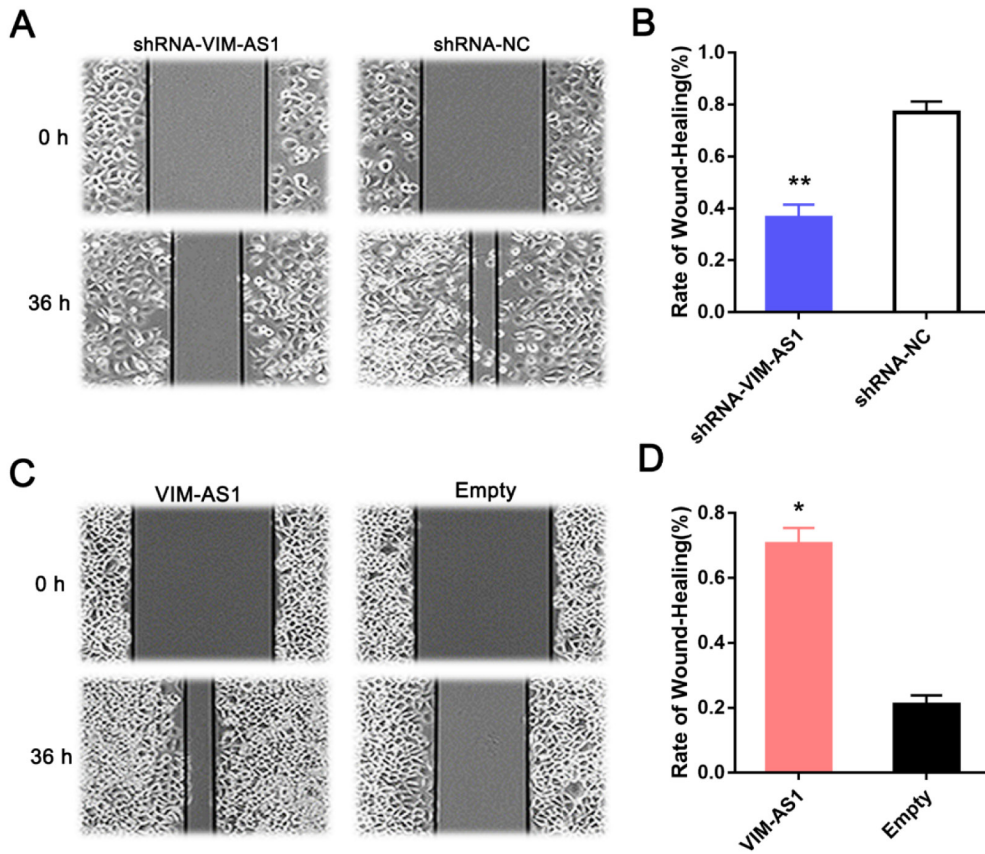 A
shRNA-VIM-AS1
shRNA-NC
0 h
36 h
B
Rate of Wound-Healing(%)
1.0
0.8
0.6
0.4
0.2
0.0
**
shRNA-VIM-AS1
shRNA-NC
C
VIM-AS1
Empty
0 h
36 h
D
Rate of Wound-Healing(%)
0.8
0.6
0.4
0.2
0.0
*
VIM-AS1
Empty